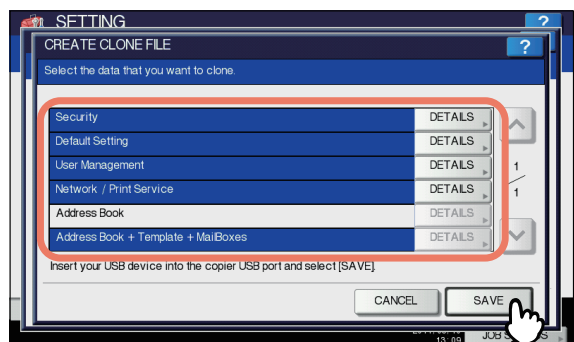 SETTING ?
CREATE CLONE FILE ?
Select the data that you want to clone.
Security DETAILS
Default Setting DETAILS
User Management DETAILS
1
Network / Print Service DETAILS
1
Address Book DETAILS
Address Book + Template + MailBoxes DETAILS
Insert your USB device into the copier USB port and select [SAVE].
CANCEL SAVE
13:09